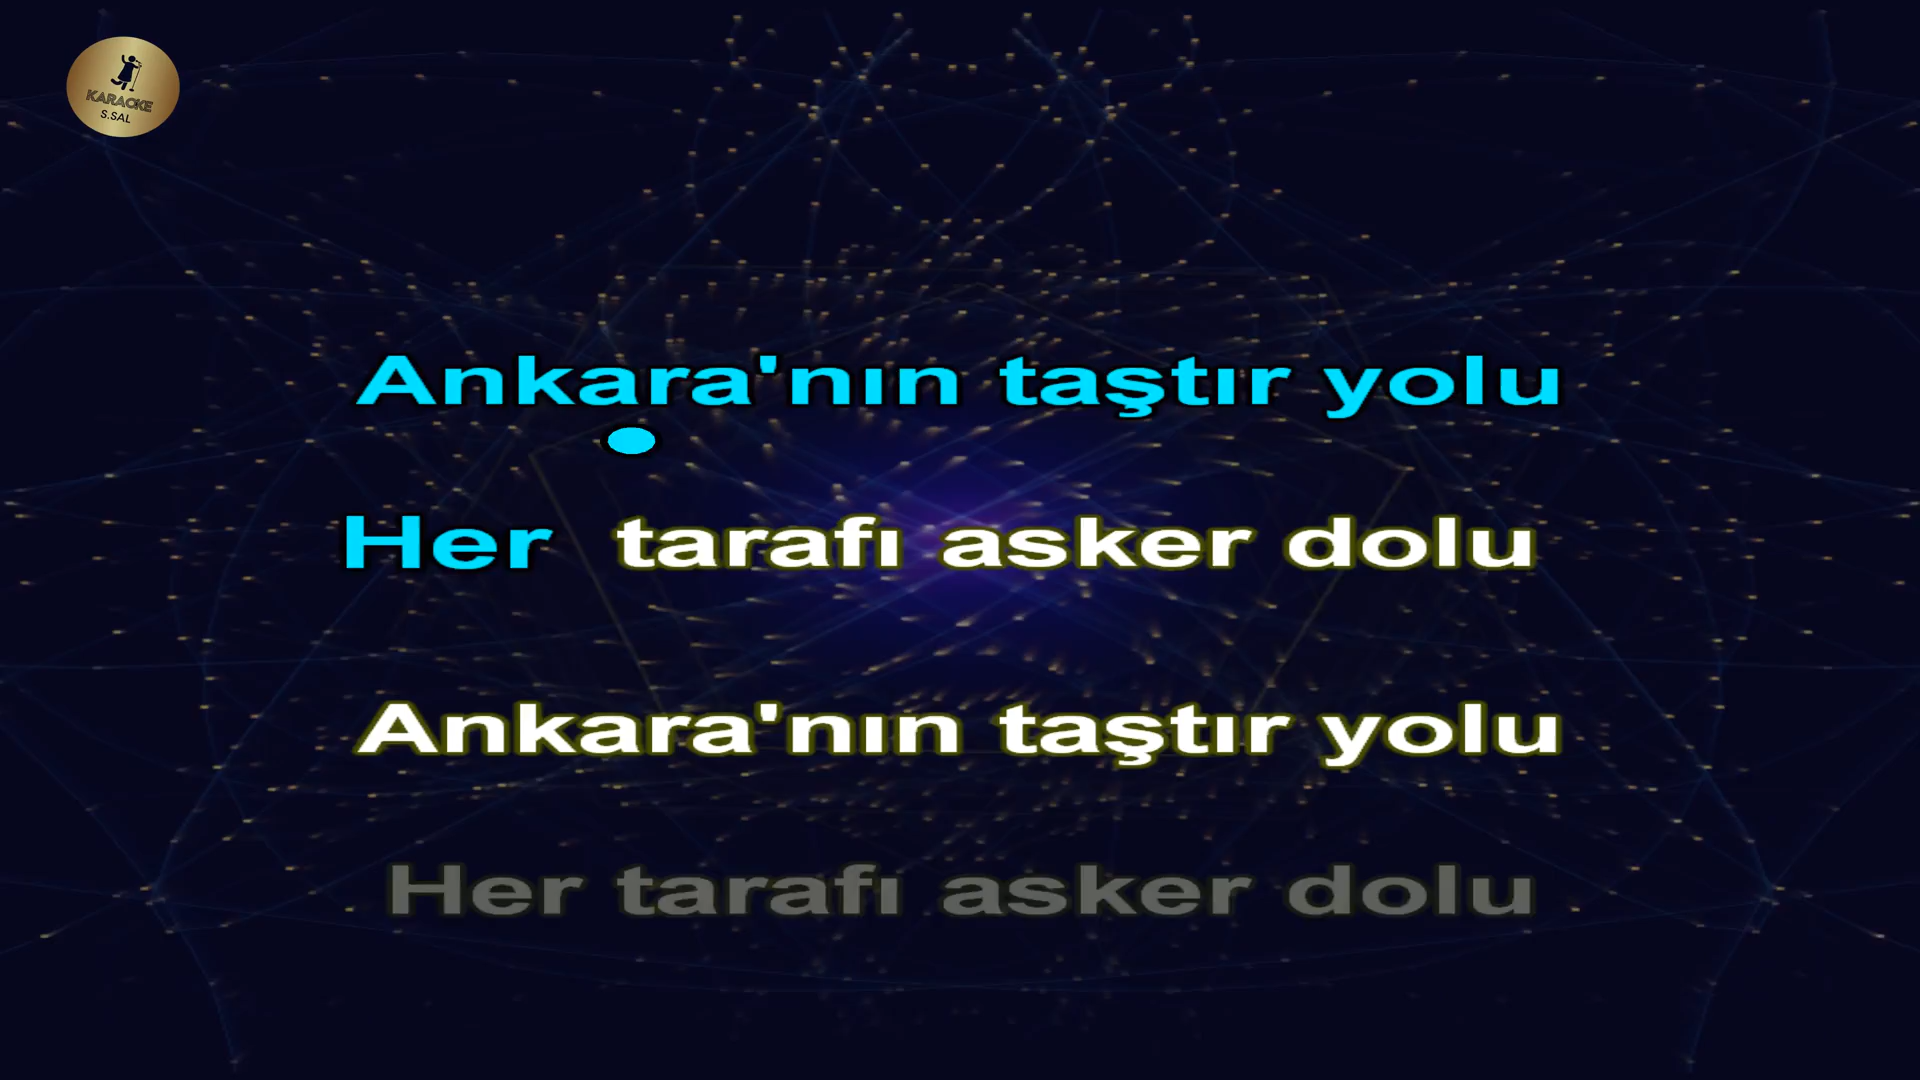 KARAOKE
S.SAL
Ankara'nın taştır yolu
Her tarafı asker dolu
Ankara'nın taştır yolu
Her tarafı asker dolu